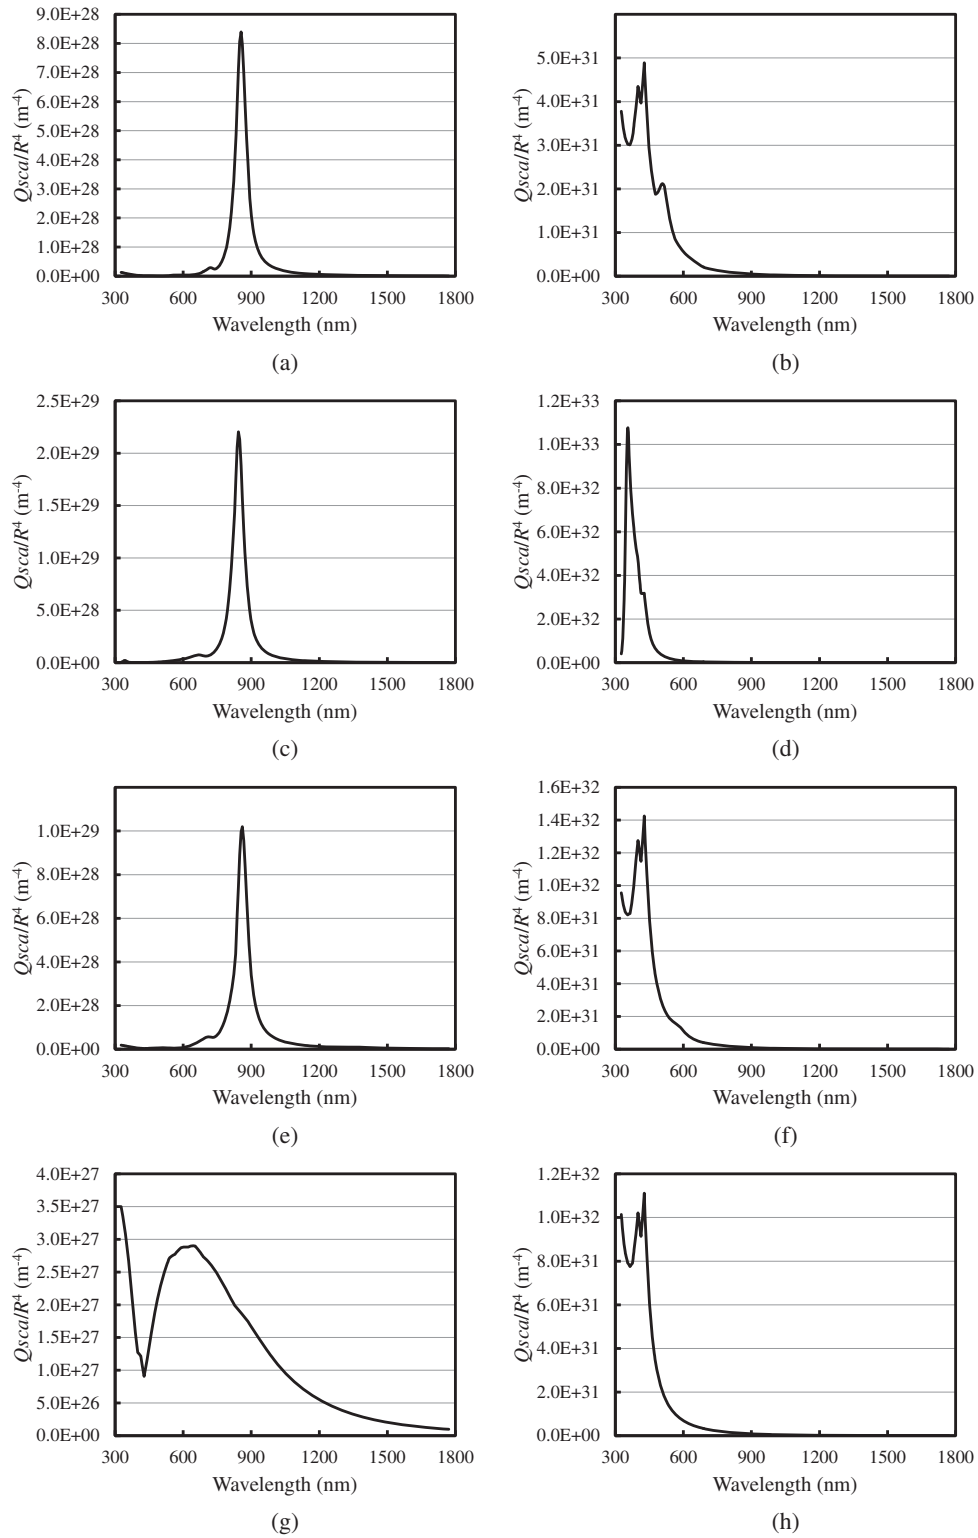 9.0E+28
8.0E+28
7.0E+28
6.0E+28
5.0E+28
4.0E+28
3.0E+28
2.0E+28
1.0E+28
0.0E+00
Qsca/R⁴ (m⁻⁴)
300 600 900 1200 1500 1800
Wavelength (nm)
(a)
5.0E+31
4.0E+31
3.0E+31
2.0E+31
1.0E+31
0.0E+00
Qsca/R⁴ (m⁻⁴)
300 600 900 1200 1500 1800
Wavelength (nm)
(b)
2.5E+29
2.0E+29
1.5E+29
1.0E+29
5.0E+28
0.0E+00
Qsca/R⁴ (m⁻⁴)
300 600 900 1200 1500 1800
Wavelength (nm)
(c)
1.2E+33
1.0E+33
8.0E+32
6.0E+32
4.0E+32
2.0E+32
0.0E+00
Qsca/R⁴ (m⁻⁴)
300 600 900 1200 1500 1800
Wavelength (nm)
(d)
1.0E+29
8.0E+28
6.0E+28
4.0E+28
2.0E+28
0.0E+00
Qsca/R⁴ (m⁻⁴)
300 600 900 1200 1500 1800
Wavelength (nm)
(e)
1.6E+32
1.4E+32
1.2E+32
1.0E+32
8.0E+31
6.0E+31
4.0E+31
2.0E+31
0.0E+00
Qsca/R⁴ (m⁻⁴)
300 600 900 1200 1500 1800
Wavelength (nm)
(f)
4.0E+27
3.5E+27
3.0E+27
2.5E+27
2.0E+27
1.5E+27
1.0E+27
5.0E+26
0.0E+00
Qsca/R⁴ (m⁻⁴)
300 600 900 1200 1500 1800
Wavelength (nm)
(g)
1.2E+32
1.0E+32
8.0E+31
6.0E+31
4.0E+31
2.0E+31
0.0E+00
Qsca/R⁴ (m⁻⁴)
300 600 900 1200 1500 1800
Wavelength (nm)
(h)